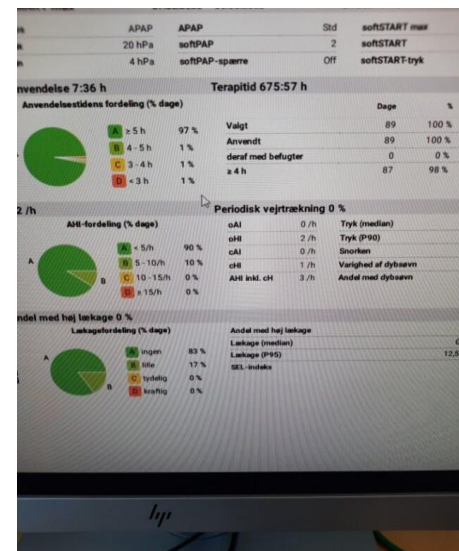 APAP APAP Std softSTART max
20 hPa softPAP 2 softSTART
4 hPa softPAP-spærre Off softSTART-tryk
nvendelse 7:36 h Terapitid 675:57 h
Anvendelsestidens fordeling (% dage)
A ≥ 5 h 97 %
B 4 - 5 h 1 %
C 3 - 4 h 1 %
D < 3 h 1 %
Dage %
Valgt 89 100 %
Anvendt 89 100 %
deraf med befugter 0 0 %
≥ 4 h 87 98 %
2 /h Periodisk vejrtrækning 0 %
AHI-fordeling (% dage)
A < 5/h 90 %
B 5 - 10/h 10 %
C 10 - 15/h 0 %
D ≥ 15/h 0 %
B
oAI 0 /h Tryk (median)
oHI 2 /h Tryk (P90)
cAI 0 /h Snorken
cHI 1 /h Varighed af dybsøvn
AHI inkl. cH 3 /h Andel med dybsøvn
ndel med høj lækage 0 %
Lækagefordeling (% dage)
A
A ingen 83 %
B lille 17 %
C tydelig 0 %
D kraftig 0 %
B
Andel med høj lækage
Lækage (median) 0
Lækage (P95) 12,5
SEL-indeks
hp